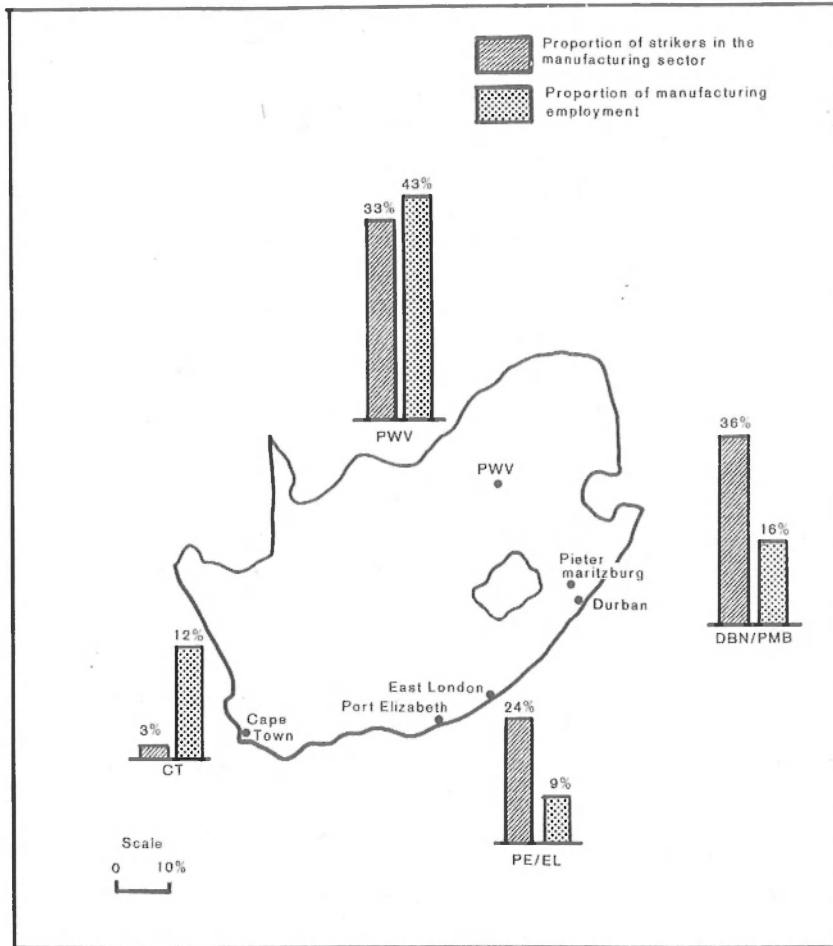 Proportion of strikers in the
manufacturing sector
Proportion of manufacturing
employment
33%
43%
PWV
PWV
36%
16%
DBN/PMB
Pieter
maritzburg
Durban
12%
3%
CT
Cape
Town
East London
Port Elizabeth
24%
9%
PE/EL
Scale
0 10%